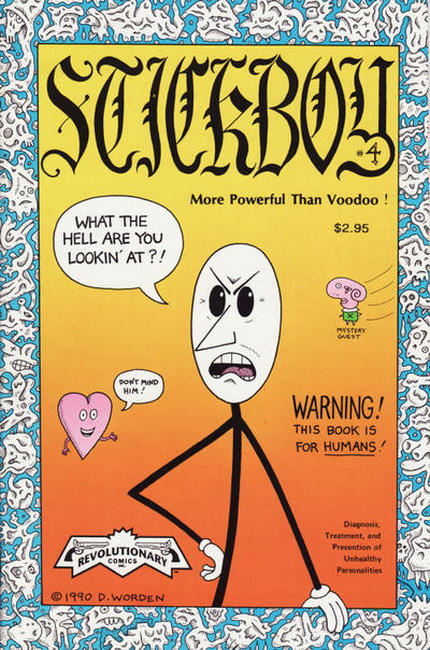 STICKBOY
#4
More Powerful Than Voodoo !
$2.95
WHAT THE
HELL ARE YOU
LOOKIN' AT ?!
MYSTERY
GUEST
DON'T MIND
HIM!
WARNING!
THIS BOOK IS
FOR HUMANS!
Diagnosis,
Treatment, and
Prevention of
Unhealthy
Personalities
REVOLUTIONARY
COMICS
INC.
© 1990 D. WORDEN